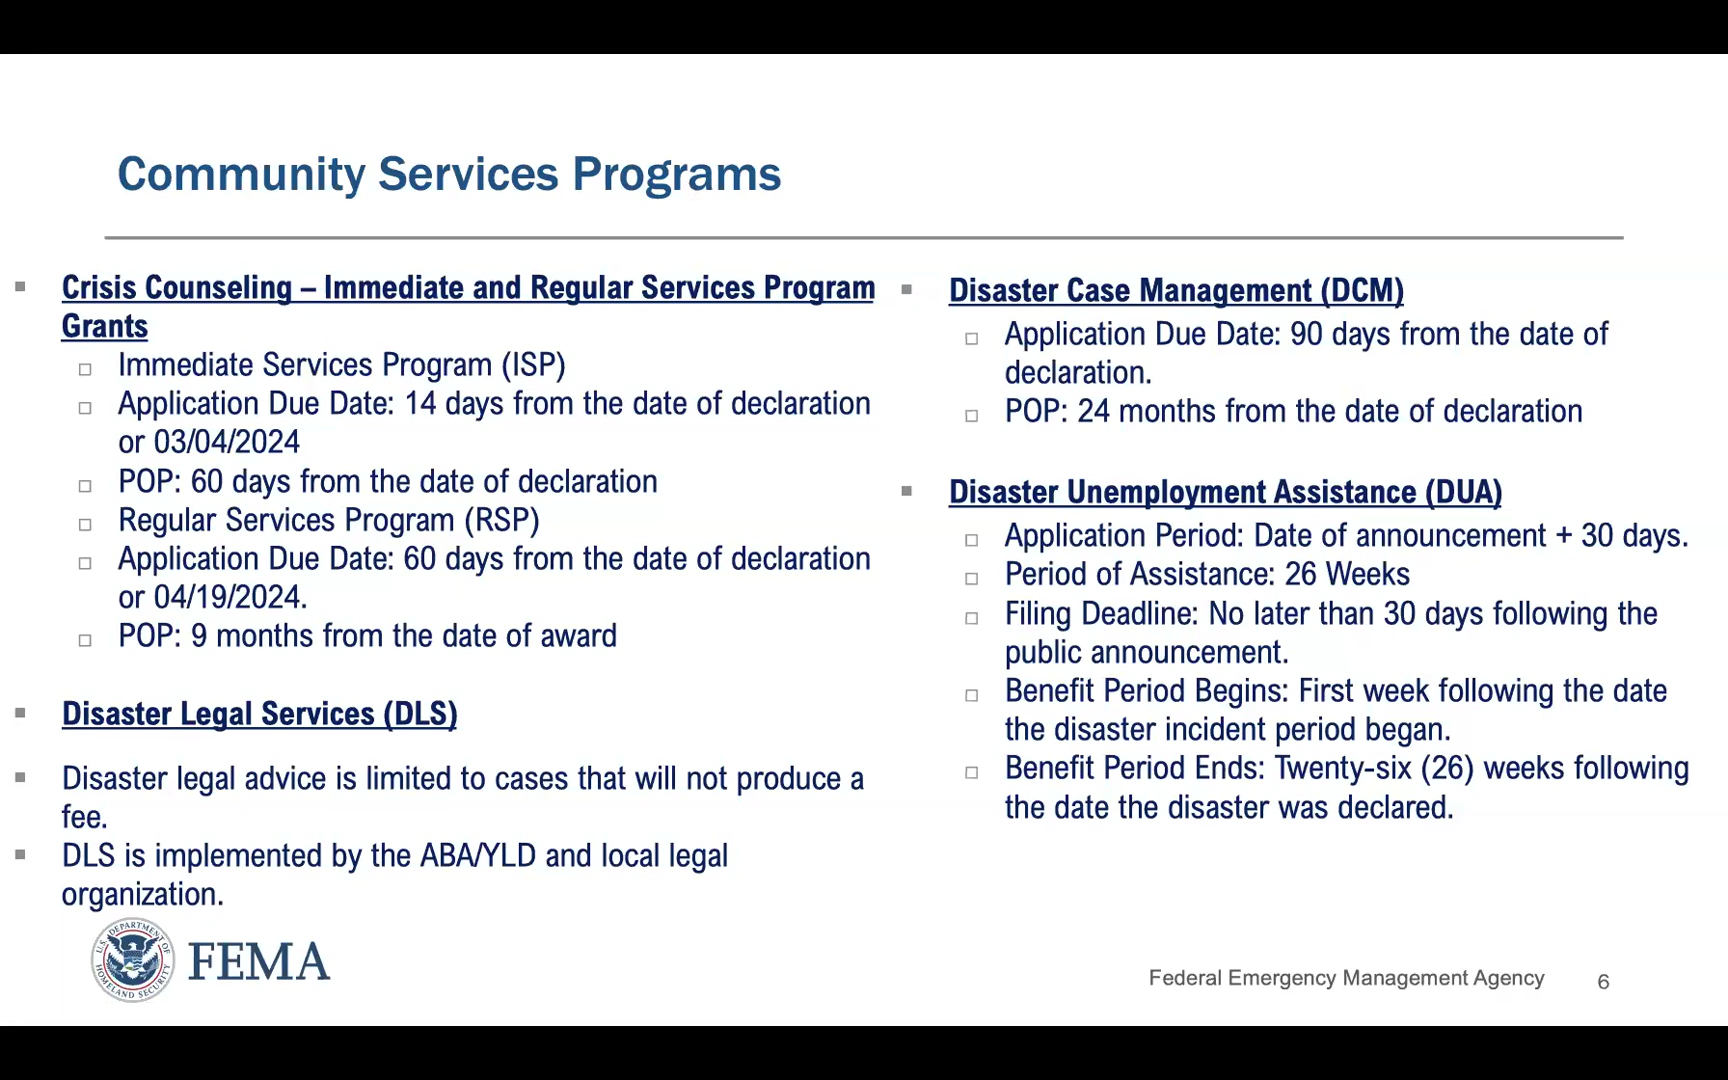 Community Services Programs
Crisis Counseling – Immediate and Regular Services Program
Grants
Immediate Services Program (ISP)
Application Due Date: 14 days from the date of declaration
or 03/04/2024
POP: 60 days from the date of declaration
Regular Services Program (RSP)
Application Due Date: 60 days from the date of declaration
or 04/19/2024.
POP: 9 months from the date of award
Disaster Legal Services (DLS)
Disaster legal advice is limited to cases that will not produce a
fee.
DLS is implemented by the ABA/YLD and local legal
organization.
Disaster Case Management (DCM)
Application Due Date: 90 days from the date of
declaration.
POP: 24 months from the date of declaration
Disaster Unemployment Assistance (DUA)
Application Period: Date of announcement + 30 days.
Period of Assistance: 26 Weeks
Filing Deadline: No later than 30 days following the
public announcement.
Benefit Period Begins: First week following the date
the disaster incident period began.
Benefit Period Ends: Twenty-six (26) weeks following
the date the disaster was declared.
U.S. DEPARTMENT OF
HOMELAND SECURITY
FEMA
Federal Emergency Management Agency
6